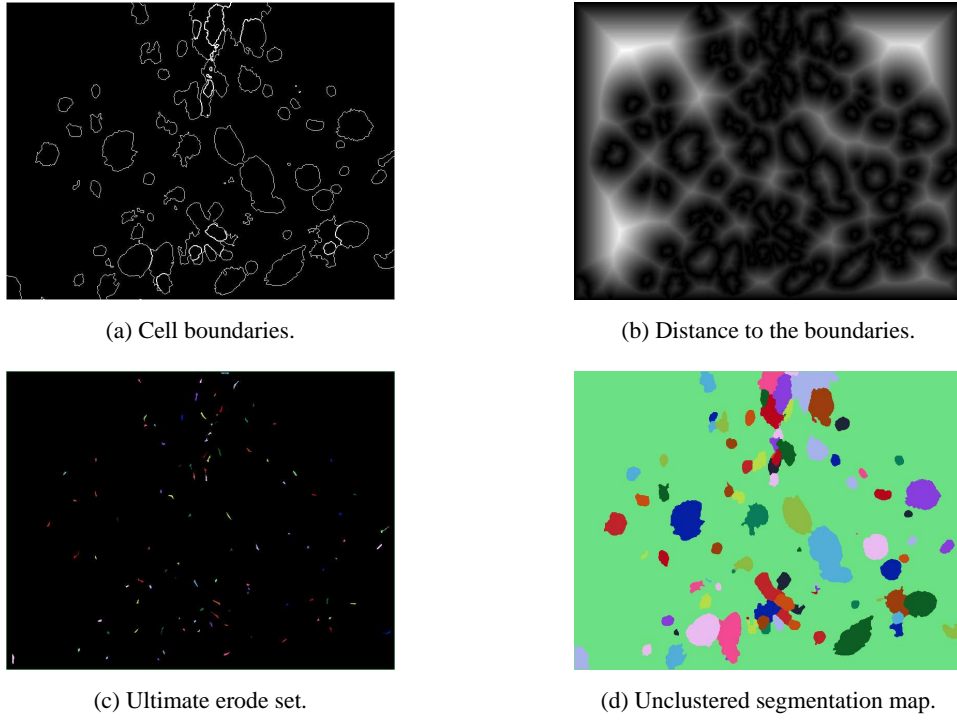 (a) Cell boundaries.
(b) Distance to the boundaries.
(c) Ultimate erode set.
(d) Unclustered segmentation map.